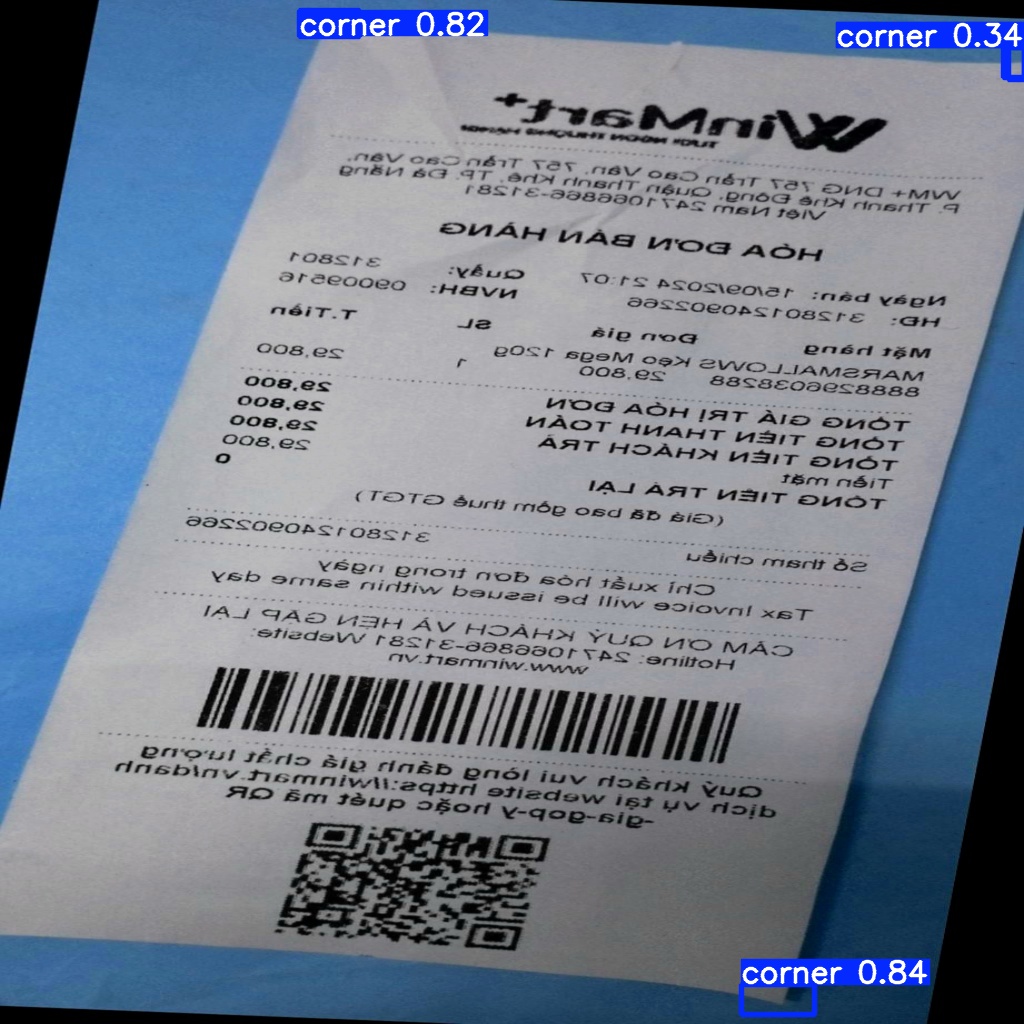 corner 0.82
corner 0.34
WinMart+
TIÊU DÙNG THƯỢNG HẠNG
WM+ DNG 757 Trần Cao Vân, 757 Trần Cao Vân,
P. Thanh Khê Đông, Quận Thanh Khê, TP. Đà Nẵng
Việt Nam 2471066866-31281
HÓA ĐƠN BÁN HÀNG
Ngày bán: 15/09/2024 21:07 Quầy: 312801
HĐ: 31280124090226​6 NVBH: 09009516
Mặt hàng Đơn giá SL T.Tiền
MARSMALLOWS Kẹo Mega 120g
8888296038288 29,800 1 29,800
TỔNG GIÁ TRỊ HÓA ĐƠN 29,800
TỔNG TIỀN THANH TOÁN 29,800
TỔNG TIỀN KHÁCH TRẢ 29,800
Tiền mặt 29,800
TỔNG TIỀN TRẢ LẠI 0
(Giá đã bao gồm thuế GTGT)
Số tham chiếu 312801240902266
Chỉ xuất hóa đơn trong ngày
Tax Invoice will be issued within same day
CẢM ƠN QUÝ KHÁCH VÀ HẸN GẶP LẠI
Hotline: 2471066866-31281 Website:
www.winmart.vn
Quý khách vui lòng đánh giá chất lượng
dịch vụ tại website https://winmart.vn/danh
-gia-gop-y hoặc quét mã QR
corner 0.84